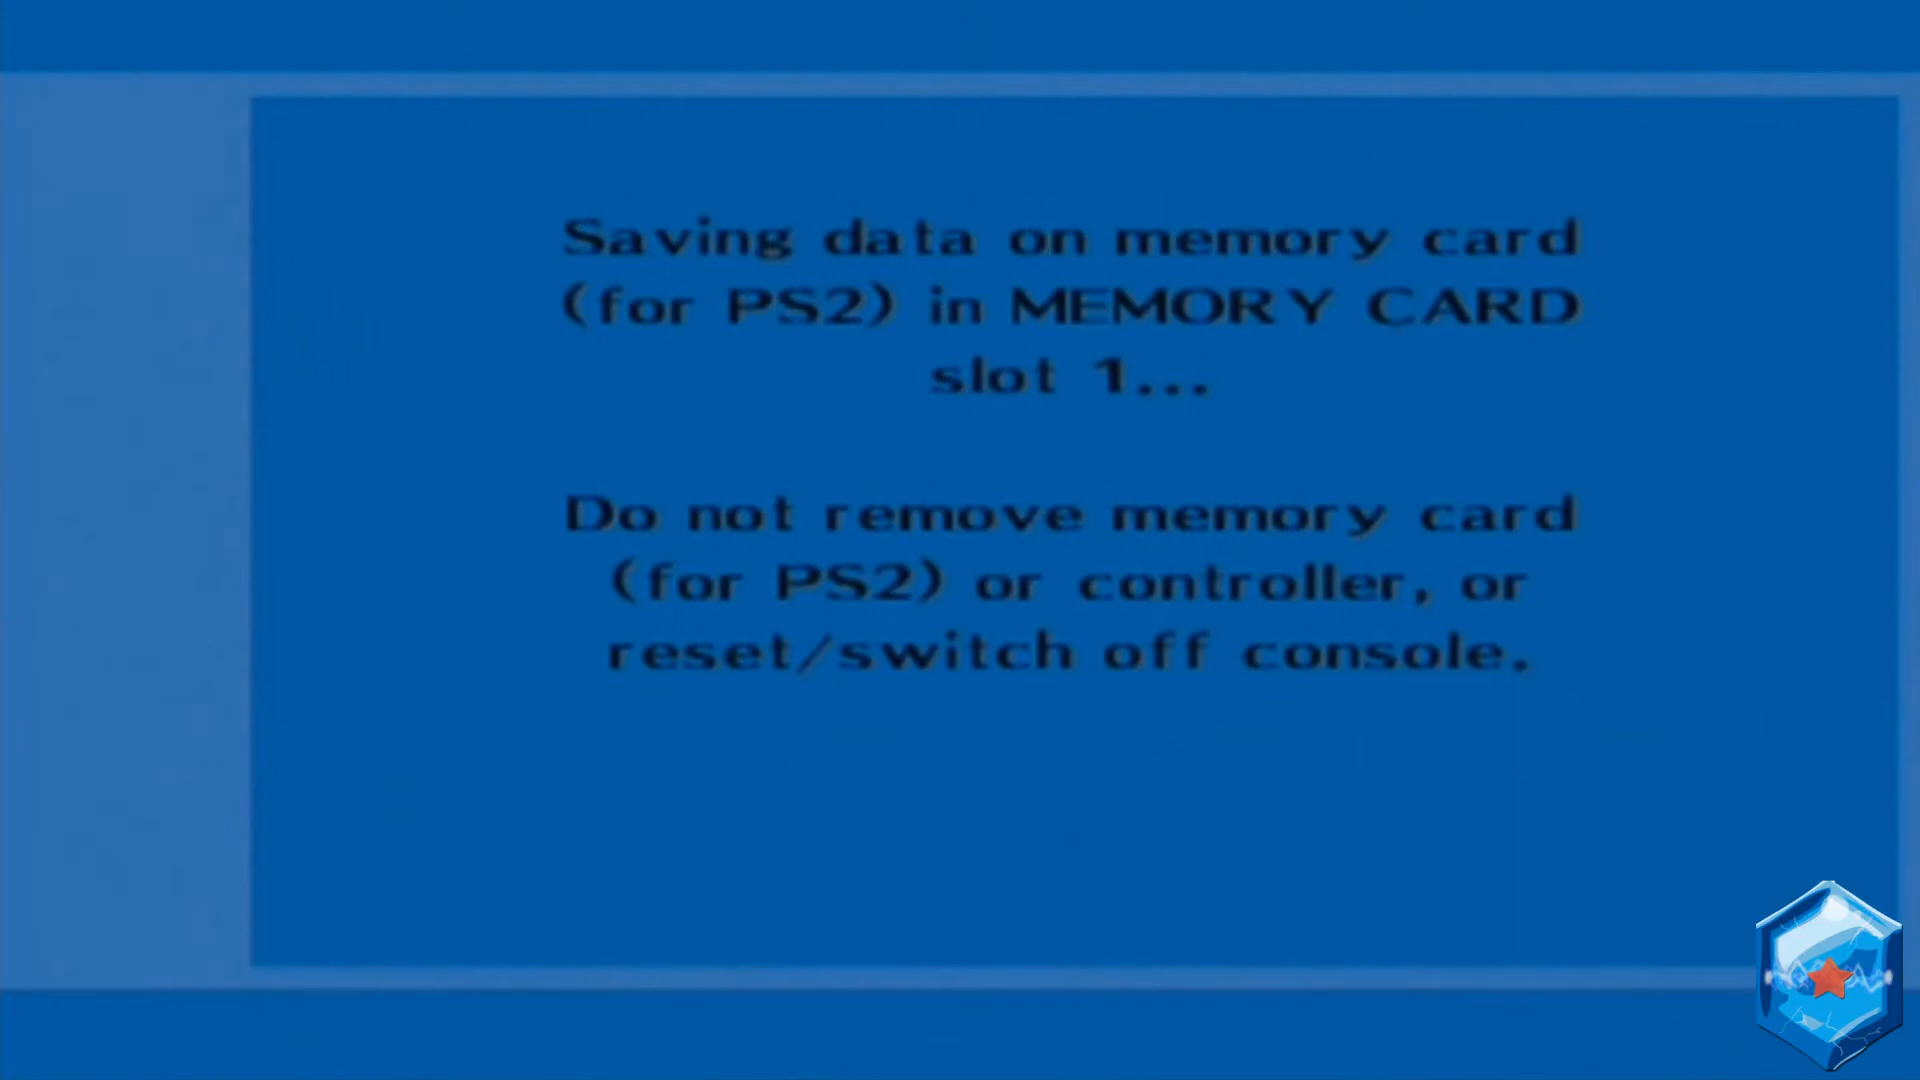 Saving data on memory card
(for PS2) in MEMORY CARD
slot 1...
Do not remove memory card
(for PS2) or controller, or
reset/switch off console.